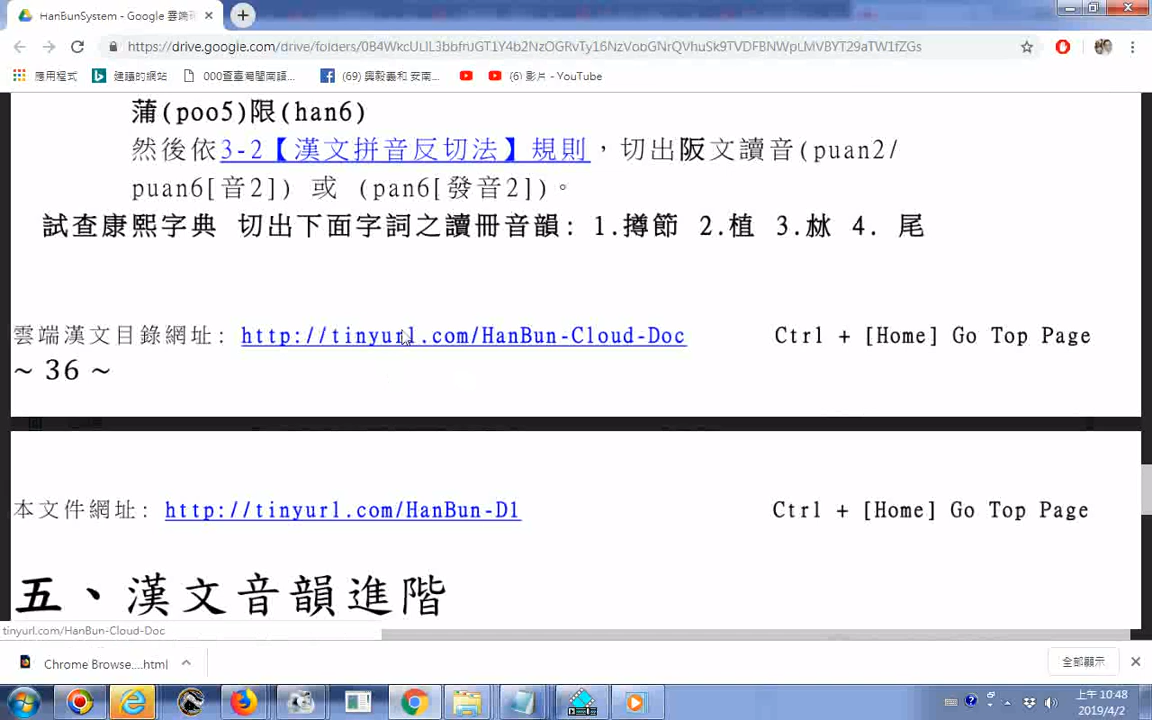 HanBunSystem - Google 雲端
https://drive.google.com/drive/folders/
應用程式
建議的網站
000查臺灣閩南語...
(69) 吳毅義和 安南...
(6) 影片 - YouTube
蒲(poo5)限(han6)
然後依3-2【漢文拼音反切法】規則，切出阪文讀音(puan2/
puan6[音2]) 或 (pan6[發音2])。
試查康熙字典 切出下面字詞之讀冊音韻: 1.撙節 2.植 3.沝 4. 尾
雲端漢文目錄網址: http://tinyurl.com/HanBun-Cloud-Doc Ctrl + [Home] Go Top Page
~ 36 ~
本文件網址: http://tinyurl.com/HanBun-D1 Ctrl + [Home] Go Top Page
五、漢文音韻進階
tinyurl.com/HanBun-Cloud-Doc
Chrome Browse....html
全部顯示
上午 10:48
2019/4/2